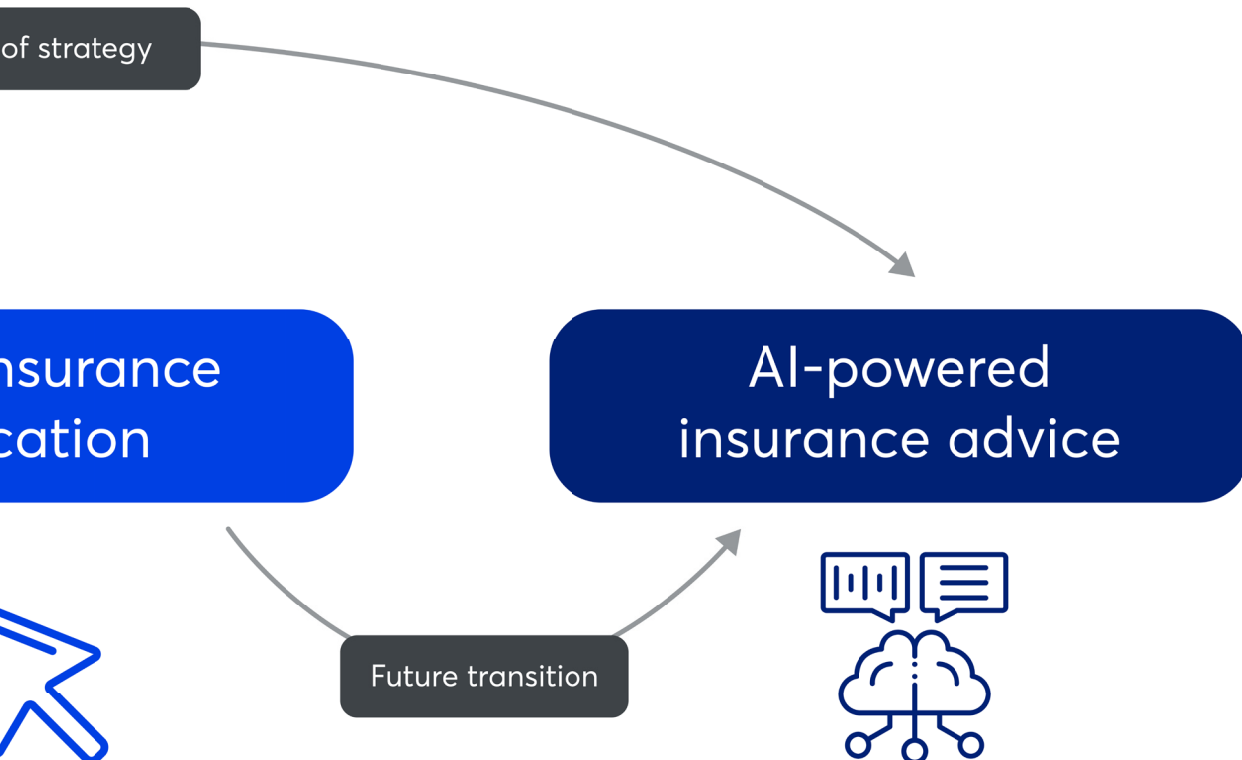 of strategy
nsurance
cation
AI-powered
insurance advice
Future transition